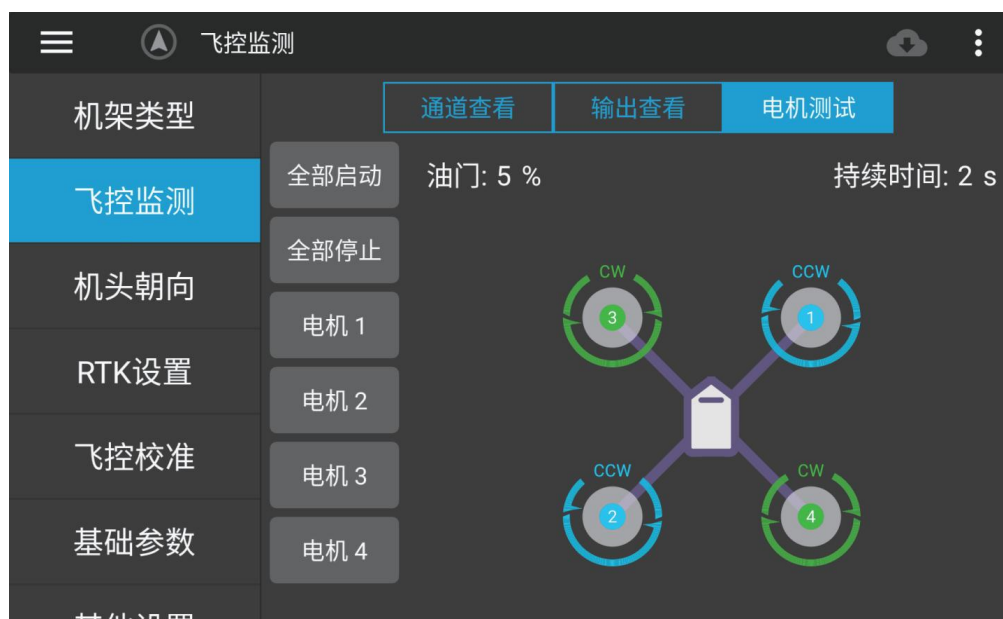 飞控监测
机架类型
飞控监测
机头朝向
RTK设置
飞控校准
基础参数
通道查看 输出查看 电机测试
全部启动
全部停止
电机 1
电机 2
电机 3
电机 4
油门: 5 % 持续时间: 2 s
CW CCW
3 1
CCW CW
2 4